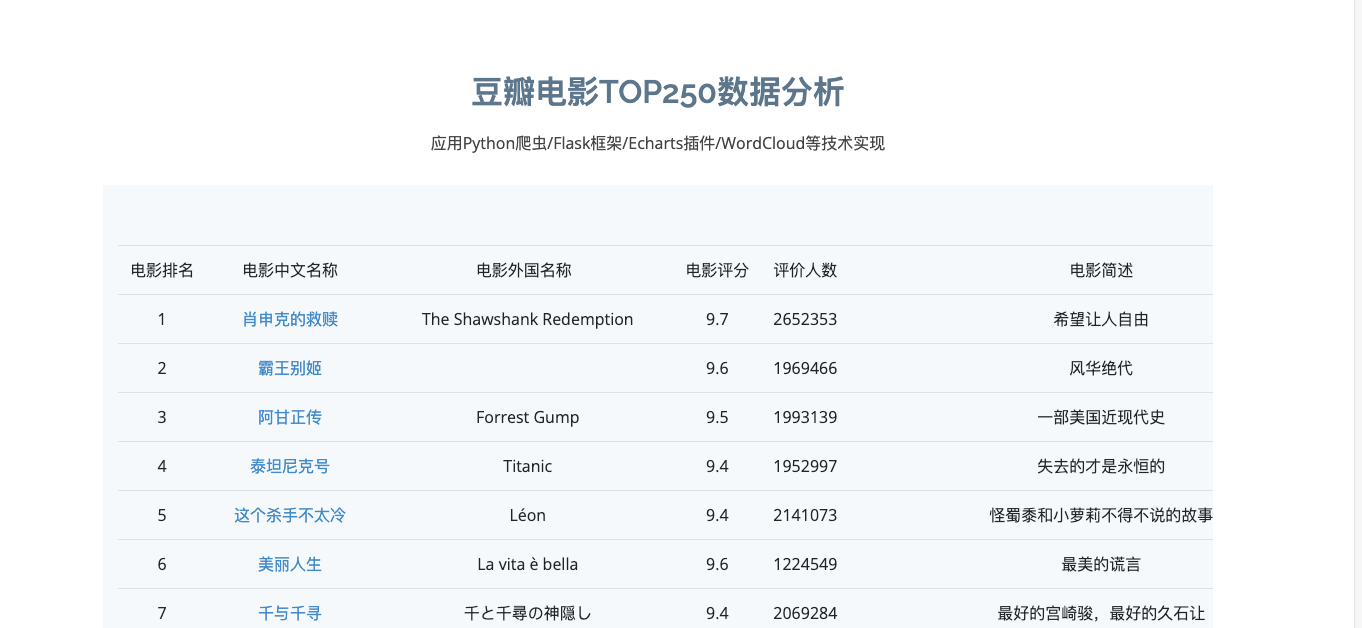 豆瓣电影TOP250数据分析
应用Python爬虫/Flask框架/Echarts插件/WordCloud等技术实现
电影排名 电影中文名称 电影外国名称 电影评分 评价人数 电影简述
1 肖申克的救赎 The Shawshank Redemption 9.7 2652353 希望让人自由
2 霸王别姬 9.6 1969466 风华绝代
3 阿甘正传 Forrest Gump 9.5 1993139 一部美国近现代史
4 泰坦尼克号 Titanic 9.4 1952997 失去的才是永恒的
5 这个杀手不太冷 Léon 9.4 2141073 怪蜀黍和小萝莉不得不说的故事
6 美丽人生 La vita è bella 9.6 1224549 最美的谎言
7 千与千寻 千と千尋の神隠し 9.4 2069284 最好的宫崎骏，最好的久石让